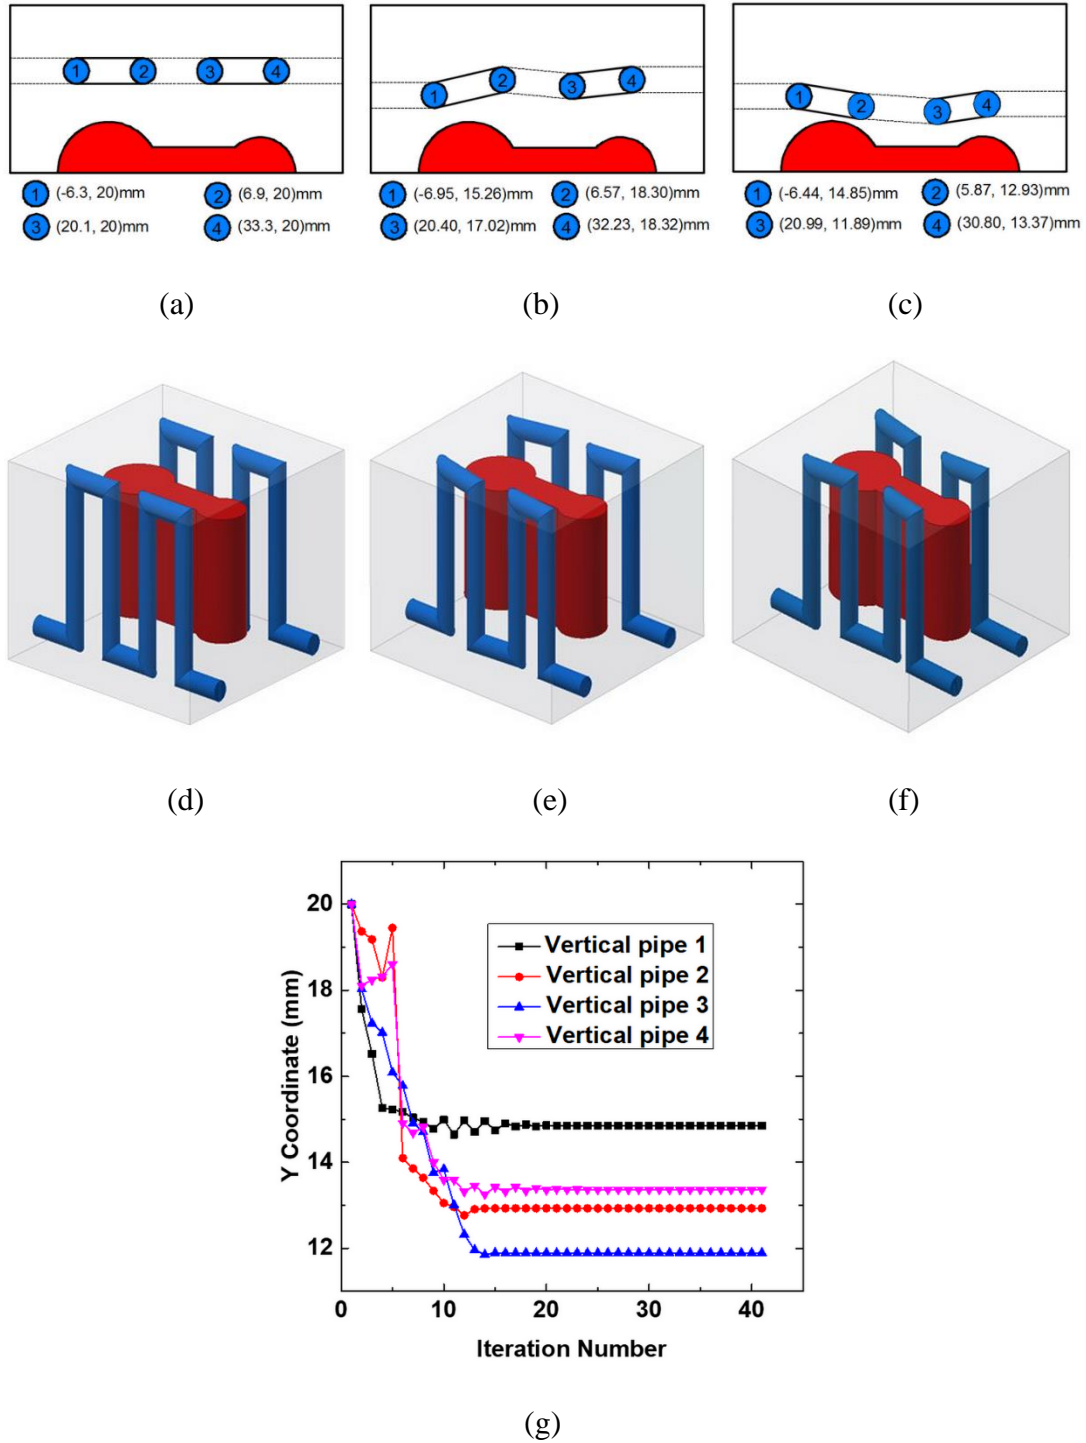 1 2 3 4
1 (-6.3, 20)mm 2 (6.9, 20)mm
3 (20.1, 20)mm 4 (33.3, 20)mm
(a)
1 2 3 4
1 (-6.95, 15.26)mm 2 (6.57, 18.30)mm
3 (20.40, 17.02)mm 4 (32.23, 18.32)mm
(b)
1 2 3 4
1 (-6.44, 14.85)mm 2 (5.87, 12.93)mm
3 (20.99, 11.89)mm 4 (30.80, 13.37)mm
(c)
(d)
(e)
(f)
Y Coordinate (mm)
20
18
16
14
12
Vertical pipe 1
Vertical pipe 2
Vertical pipe 3
Vertical pipe 4
0 10 20 30 40
Iteration Number
(g)